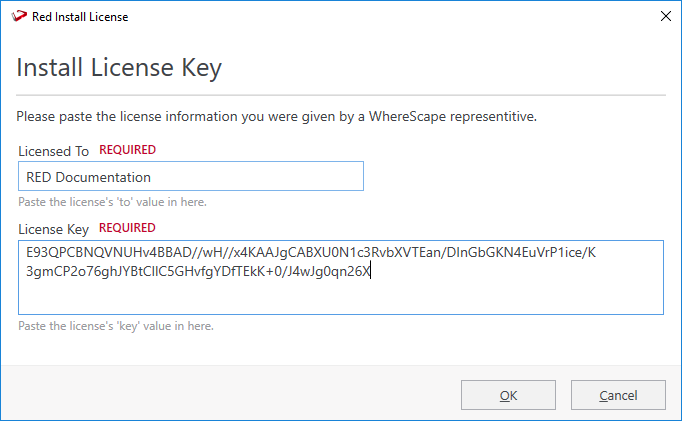 Red Install License
Install License Key
Please paste the license information you were given by a WhereScape representitive.
Licensed To REQUIRED
RED Documentation
Paste the license's 'to' value in here.
License Key REQUIRED
E93QPCBNQVNUHv4BBAD//wH//x4KAAJgCABXU0N1c3RvbXVTEan/DInGbGKN4EuVrP1ice/K
3gmCP2o76ghJYBtCIlC5GHvfgYDfTEkK+0/J4wJg0qn26X
Paste the license's 'key' value in here.
OK Cancel